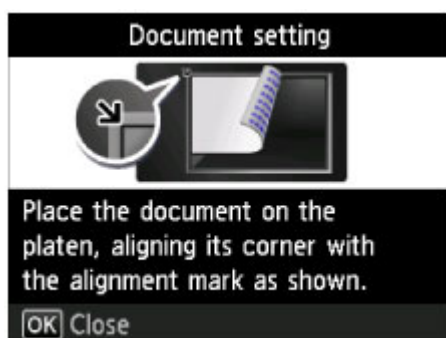 Document setting
Place the document on the
platen, aligning its corner with
the alignment mark as shown.
OK Close